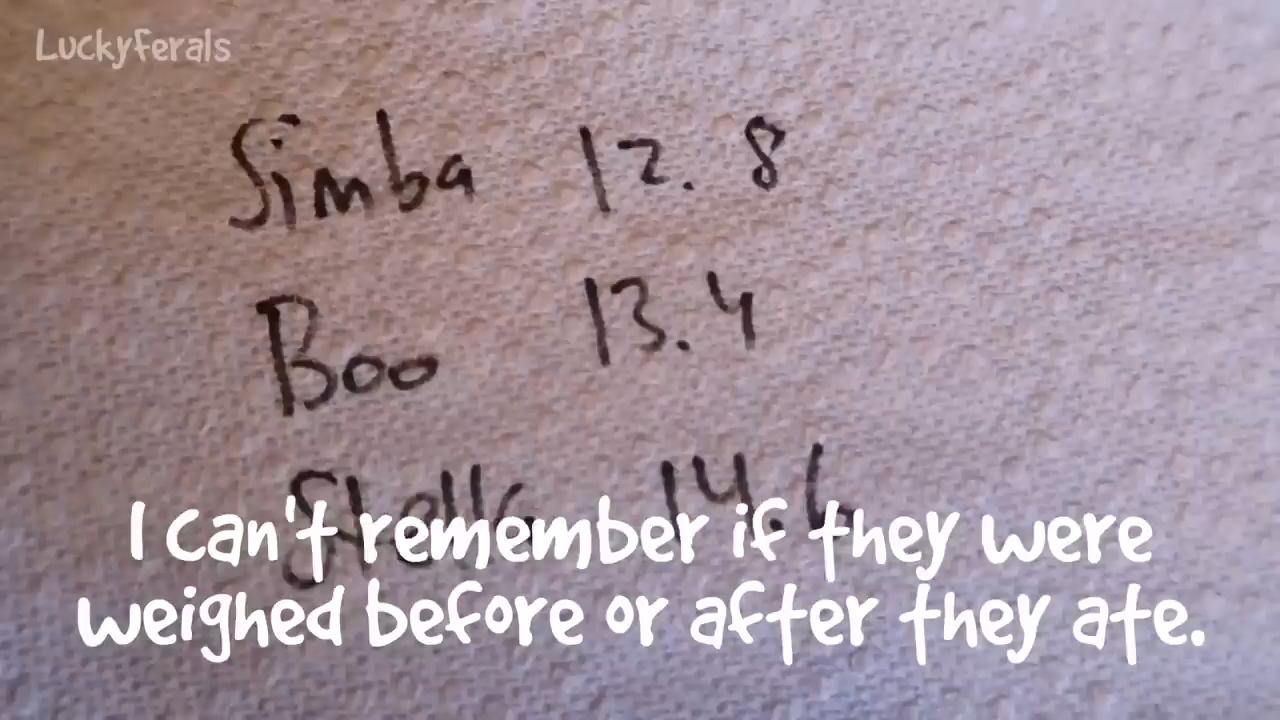 Luckyferals
Simba 12.8
Boo 13.4
Stella 14.6
I can't remember if they were
weighed before or after they ate.